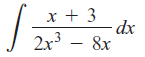 ∫ x + 3 / 2x³ − 8x dx